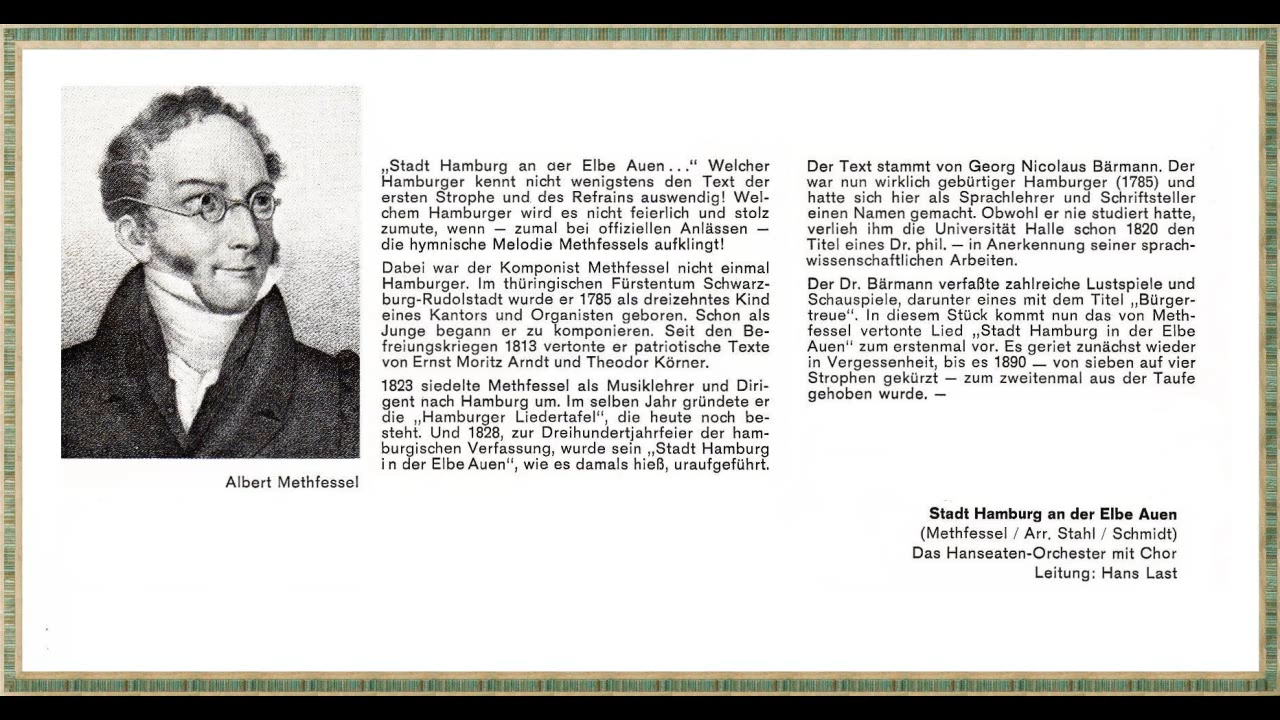 „Stadt Hamburg an der Elbe Auen...“ Welcher
Hamburger kennt nicht wenigstens den Text der
ersten Strophe und des Refrains auswendig! Wel-
chem Hamburger wird es nicht feierlich und stolz
zumute, wenn — zumal bei offiziellen Anlässen —
die hymnische Melodie Methfessels aufklingt!
Dabei war der Komponist Methfessel nicht einmal
Hamburger. Im thüringischen Fürstentum Schwarz-
burg-Rudolstadt wurde er 1785 als dreizehntes Kind
eines Kantors und Organisten geboren. Schon als
Junge begann er zu komponieren. Seit den Be-
freiungskriegen 1813 vertonte er patriotische Texte
von Ernst Moritz Arndt und Theodor Körner.
1823 siedelte Methfessel als Musiklehrer und Diri-
gent nach Hamburg um. Im selben Jahr gründete er
die „Hamburger Liedertafel“, die heute noch be-
steht. Und 1828, zur Dreihundertjahrfeier der ham-
burgischen Verfassung, wurde sein „Stadt Hamburg
in der Elbe Auen“, wie es damals hieß, uraufgeführt.
Albert Methfessel
Der Text stammt von Georg Nicolaus Bärmann. Der
war nun wirklich gebürtiger Hamburger (1785) und
hatte sich hier als Sprachlehrer und Schriftsteller
einen Namen gemacht. Obwohl er nie studiert hatte,
verlieh ihm die Universität Halle schon 1820 den
Titel eines Dr. phil. — in Anerkennung seiner sprach-
wissenschaftlichen Arbeiten.
Der Dr. Bärmann verfaßte zahlreiche Lustspiele und
Schauspiele, darunter eines mit dem Titel „Bürger-
treue“. In diesem Stück kommt nun das von Meth-
fessel vertonte Lied „Stadt Hamburg in der Elbe
Auen“ zum erstenmal vor. Es geriet zunächst wieder
in Vergessenheit, bis es 1890 — von sieben auf vier
Strophen gekürzt — zum zweitenmal aus der Taufe
gehoben wurde. —
Stadt Hamburg an der Elbe Auen
(Methfessel / Arr. Stahl / Schmidt)
Das Hanseaten-Orchester mit Chor
Leitung: Hans Last